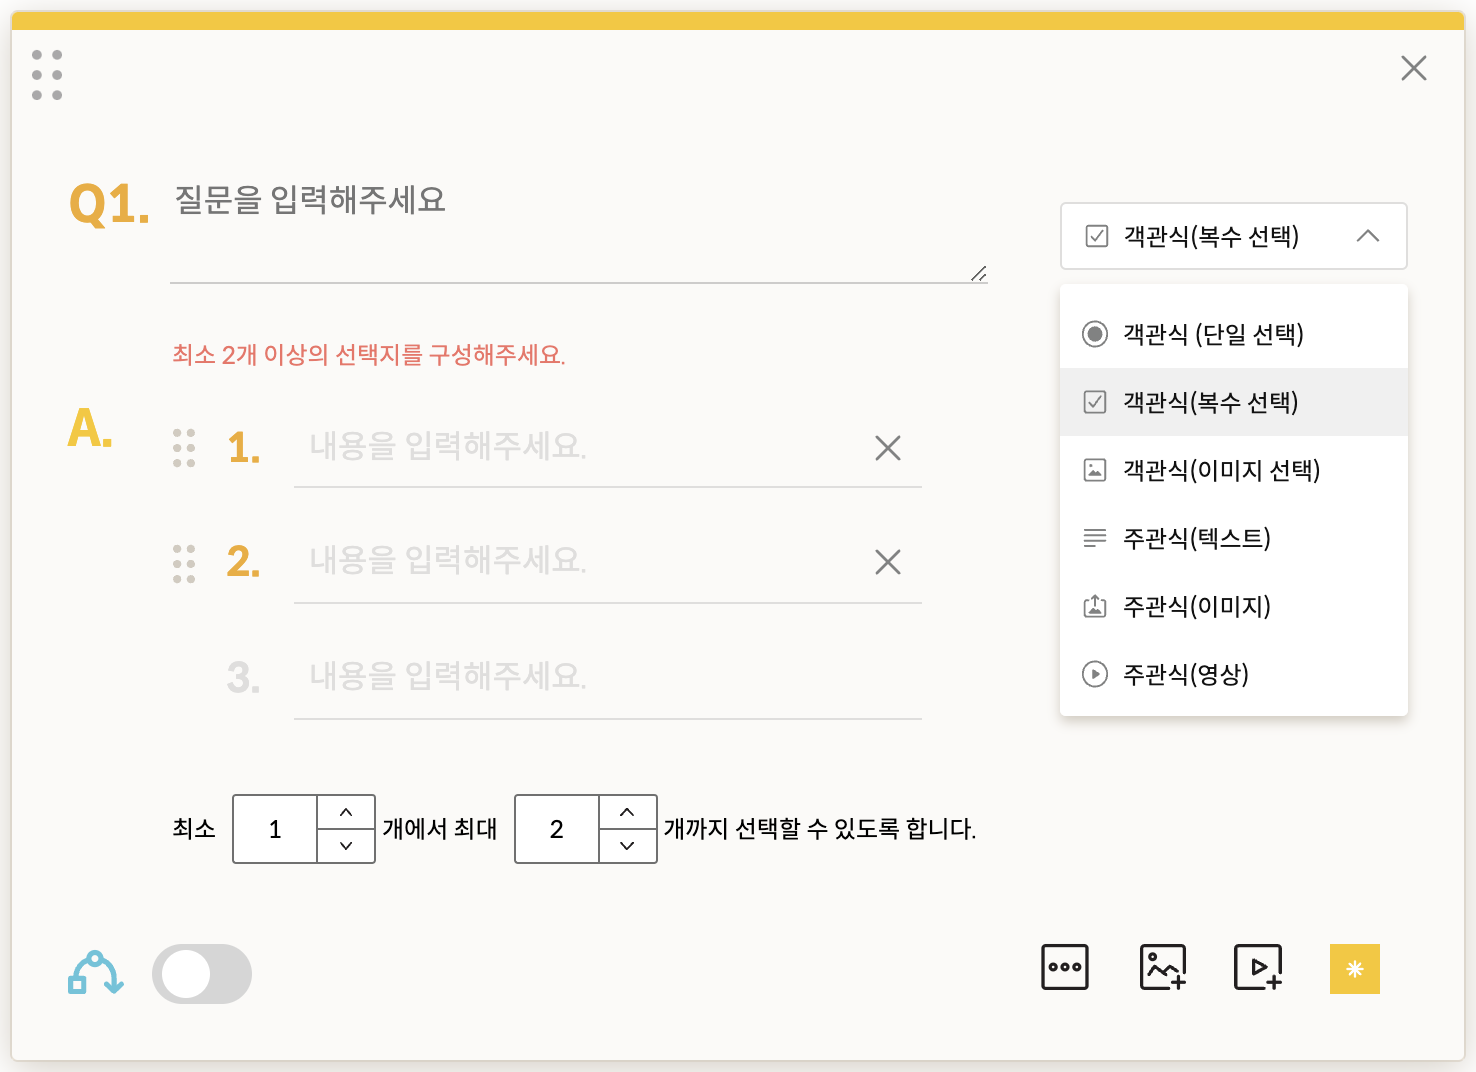 Q1. 질문을 입력해주세요
객관식(복수 선택)
객관식 (단일 선택)
객관식(복수 선택)
객관식(이미지 선택)
주관식(텍스트)
주관식(이미지)
주관식(영상)
최소 2개 이상의 선택지를 구성해주세요.
A.
1. 내용을 입력해주세요.
2. 내용을 입력해주세요.
3. 내용을 입력해주세요.
최소 1 개에서 최대 2 개까지 선택할 수 있도록 합니다.